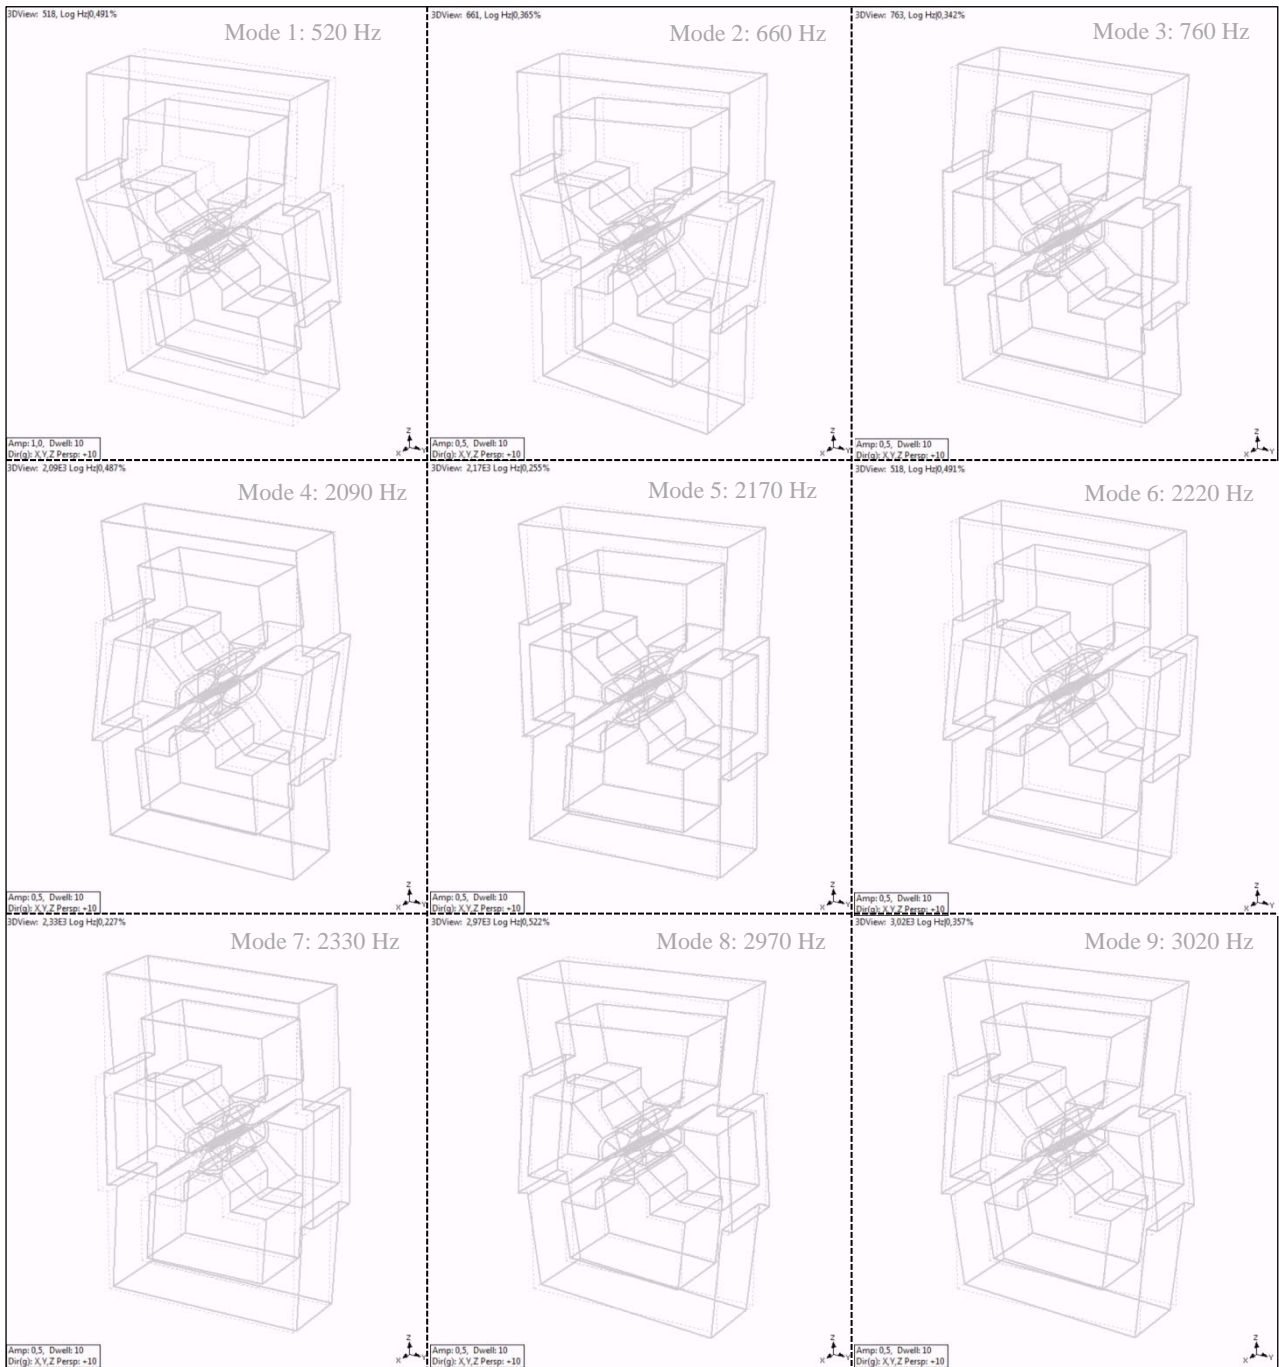 3DView: 518, Log Hz|0,491%
Mode 1: 520 Hz
Amp: 1,0, Dwell: 10
Dir(g): X,Y,Z Persp: +10
Z
X
Y
3DView: 661, Log Hz|0,365%
Mode 2: 660 Hz
Amp: 0,5, Dwell: 10
Dir(g): X,Y,Z Persp: +10
Z
X
Y
3DView: 763, Log Hz|0,342%
Mode 3: 760 Hz
Amp: 0,5, Dwell: 10
Dir(g): X,Y,Z Persp: +10
Z
X
Y
3DView: 2,09E3 Log Hz|0,487%
Mode 4: 2090 Hz
Amp: 0,5, Dwell: 10
Dir(g): X,Y,Z Persp: +10
Z
X
Y
3DView: 2,17E3 Log Hz|0,255%
Mode 5: 2170 Hz
Amp: 0,5, Dwell: 10
Dir(g): X,Y,Z Persp: +10
Z
X
Y
3DView: 518, Log Hz|0,491%
Mode 6: 2220 Hz
Amp: 0,5, Dwell: 10
Dir(g): X,Y,Z Persp: +10
Z
X
Y
3DView: 2,33E3 Log Hz|0,227%
Mode 7: 2330 Hz
Amp: 0,5, Dwell: 10
Dir(g): X,Y,Z Persp: +10
Z
X
Y
3DView: 2,97E3 Log Hz|0,522%
Mode 8: 2970 Hz
Amp: 0,5, Dwell: 10
Dir(g): X,Y,Z Persp: +10
Z
X
Y
3DView: 3,02E3 Log Hz|0,357%
Mode 9: 3020 Hz
Amp: 0,5, Dwell: 10
Dir(g): X,Y,Z Persp: +10
Z
X
Y